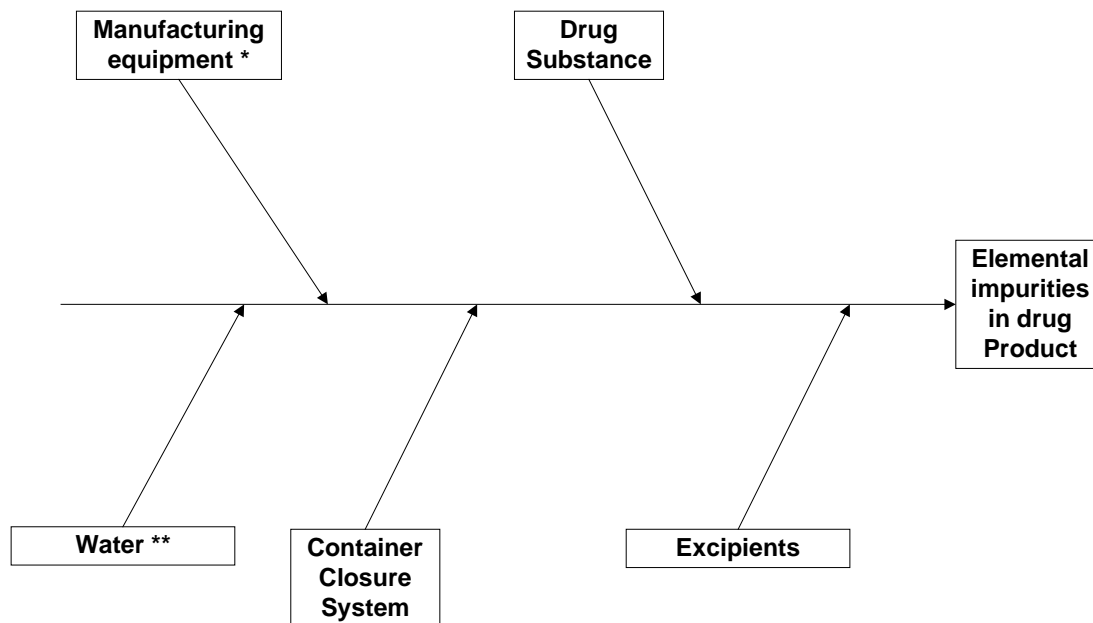 Manufacturing
equipment *
Drug
Substance
Elemental
impurities
in drug
Product
Water **
Container
Closure
System
Excipients